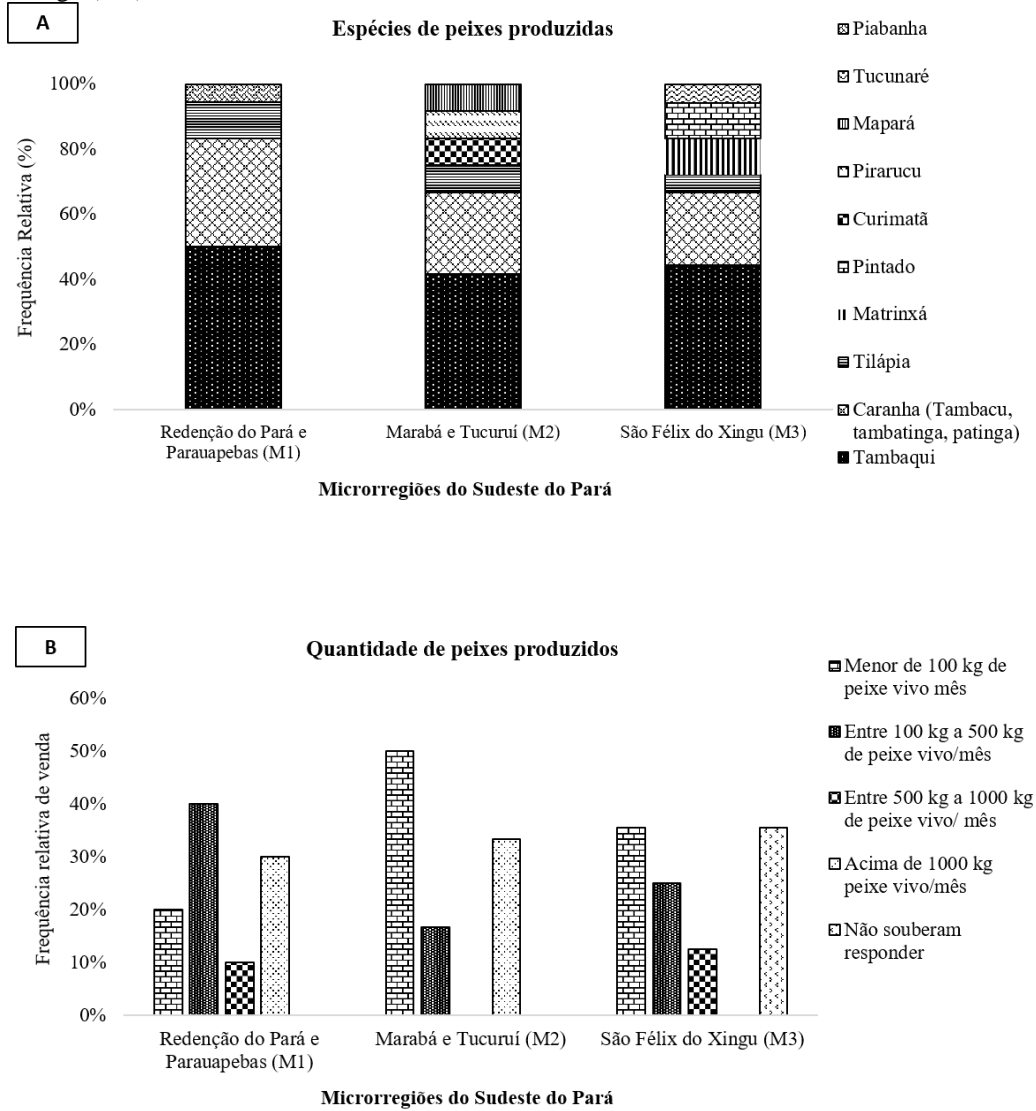 A
Espécies de peixes produzidas
Frequência Relativa (%)
100%
80%
60%
40%
20%
0%
Redenção do Pará e
Parauapebas (M1)
Marabá e Tucuruí (M2)
São Félix do Xingu (M3)
Microrregiões do Sudeste do Pará
Piabanha
Tucunaré
Mapará
Pirarucu
Curimatã
Pintado
Matrinxá
Tilápia
Caranha (Tambacu,
tambatinga, patinga)
Tambaqui
B
Quantidade de peixes produzidos
Frequência relativa de venda
60%
50%
40%
30%
20%
10%
0%
Redenção do Pará e
Parauapebas (M1)
Marabá e Tucuruí (M2)
São Félix do Xingu (M3)
Microrregiões do Sudeste do Pará
Menor de 100 kg de
peixe vivo mês
Entre 100 kg a 500 kg
de peixe vivo/mês
Entre 500 kg a 1000 kg
de peixe vivo/ mês
Acima de 1000 kg
peixe vivo/mês
Não souberam
responder